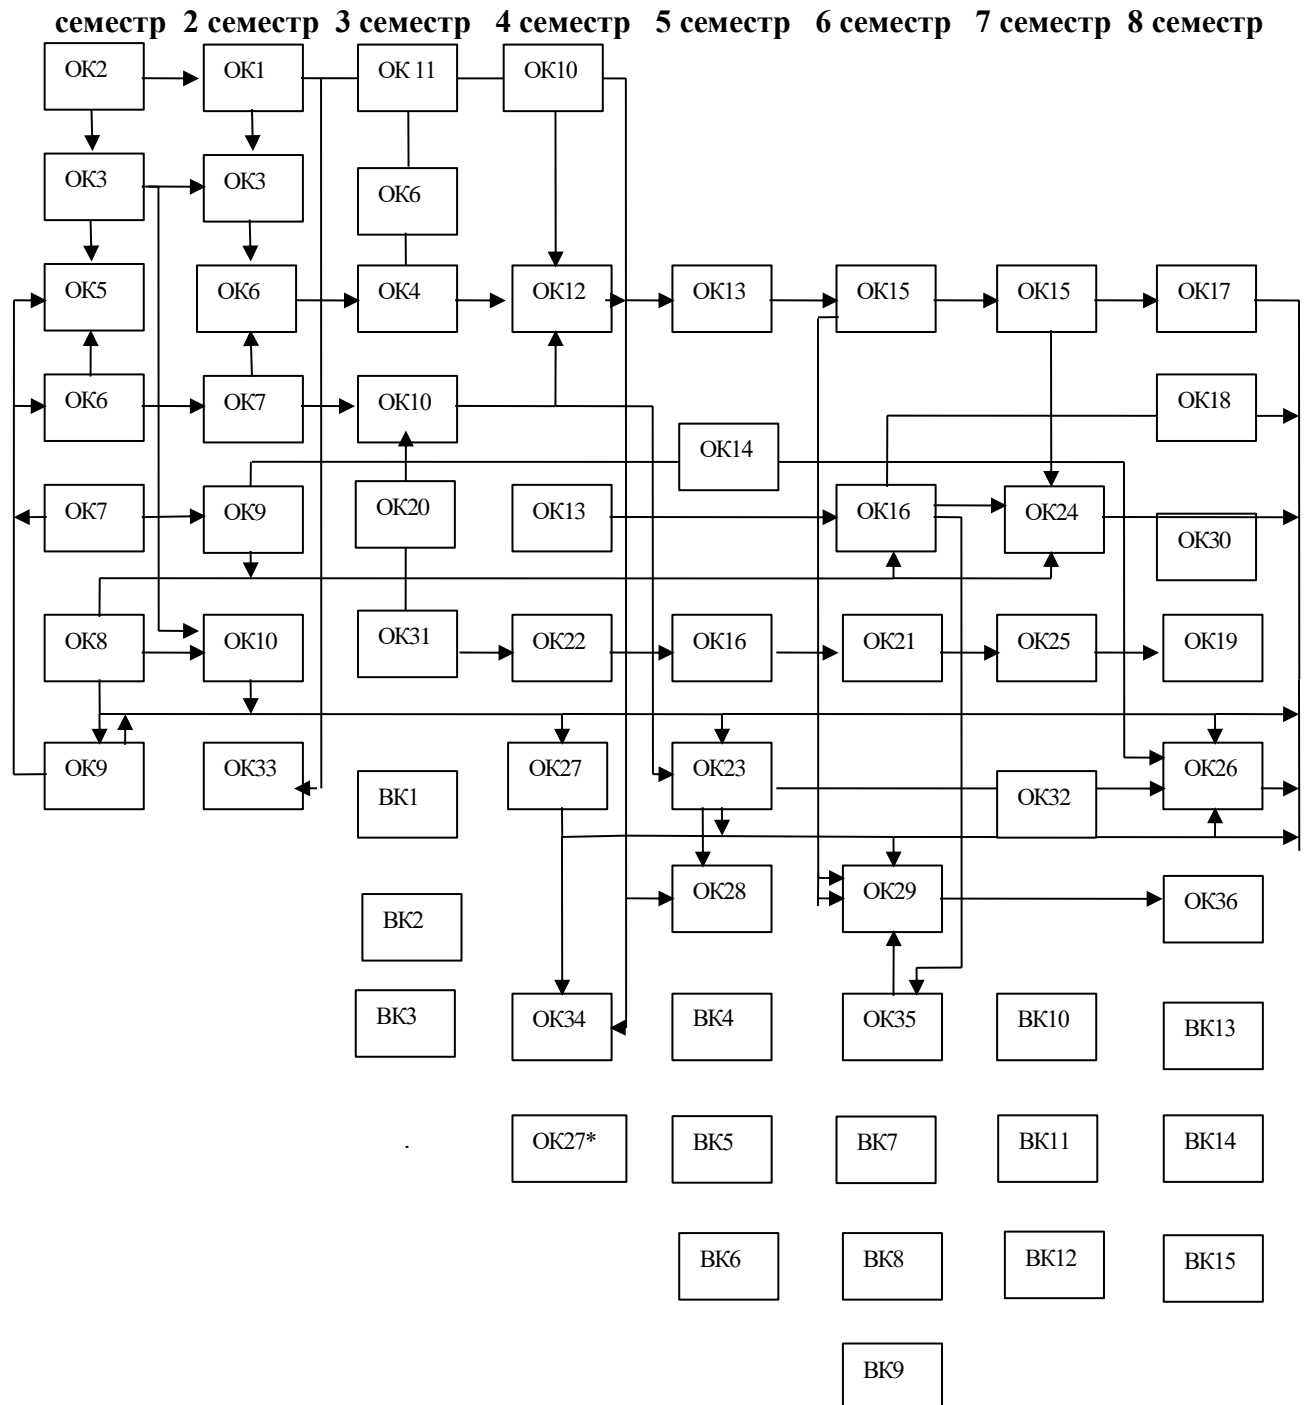 семестр 2 семестр 3 семестр 4 семестр 5 семестр 6 семестр 7 семестр 8 семестр
ОК2 ОК1 ОК 11 ОК10
ОК3 ОК3 ОК6
ОК5 ОК6 ОК4 ОК12 ОК13 ОК15 ОК15 ОК17
ОК6 ОК7 ОК10 ОК18
ОК14
ОК7 ОК9 ОК20 ОК13 ОК16 ОК24
ОК30
ОК8 ОК10 ОК31 ОК22 ОК16 ОК21 ОК25 ОК19
ОК9 ОК33 ОК27 ОК23 ОК26
ВК1 ОК32
ВК2 ОК28 ОК29 ОК36
ВК3 ОК34 ВК4 ОК35 ВК10 ВК13
ОК27* ВК5 ВК7 ВК11 ВК14
ВК6 ВК8 ВК12 ВК15
ВК9